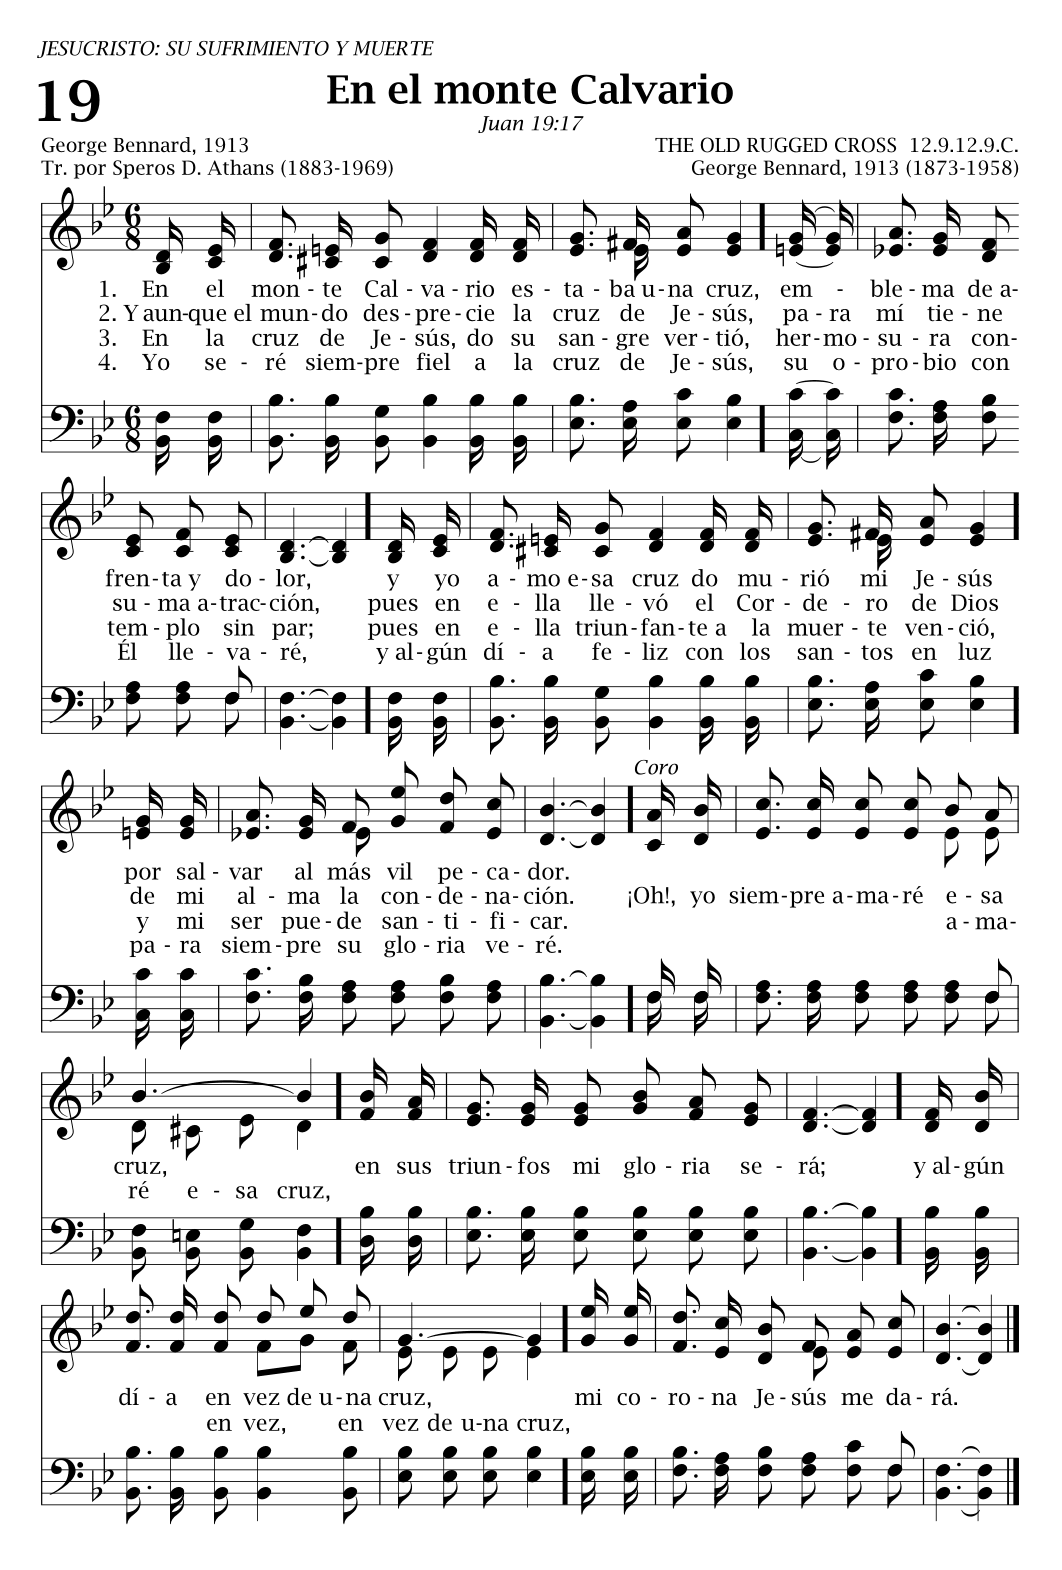 JESUCRISTO: SU SUFRIMIENTO Y MUERTE
19
En el monte Calvario
Juan 19:17
George Bennard, 1913
THE OLD RUGGED CROSS 12.9.12.9.C.
Tr. por Speros D. Athans (1883-1969)
George Bennard, 1913 (1873-1958)
6
8
1. En el mon - te Cal - va - rio es - ta - ba u - na cruz, em - ble - ma de a-
2. Y aun - que el mun - do des - pre - cie la cruz de Je - sús, pa - ra mí tie - ne
3. En la cruz de Je - sús, do su san - gre ver - tió, her - mo - su - ra con-
4. Yo se - ré siem - pre fiel a la cruz de Je - sús, su o - pro - bio con
6
8
fren - ta y do - lor, y yo a - mo e - sa cruz do mu - rió mi Je - sús
su - ma a - trac - ción, pues en e - lla lle - vó el Cor - de - ro de Dios
tem - plo sin par; pues en e - lla triun - fan - te a la muer - te ven - ció,
Él lle - va - ré, y al - gún dí - a fe - liz con los san - tos en luz
Coro
por sal - var al más vil pe - ca - dor.
de mi al - ma la con - de - na - ción. ¡Oh!, yo siem - pre a - ma - ré e - sa
y mi ser pue - de san - ti - fi - car. a - ma-
pa - ra siem - pre su glo - ria ve - ré.
cruz, en sus triun - fos mi glo - ria se - rá; y al - gún
ré e - sa cruz,
dí - a en vez de u - na cruz, mi co - ro - na Je - sús me da - rá.
en vez, en vez de u - na cruz,